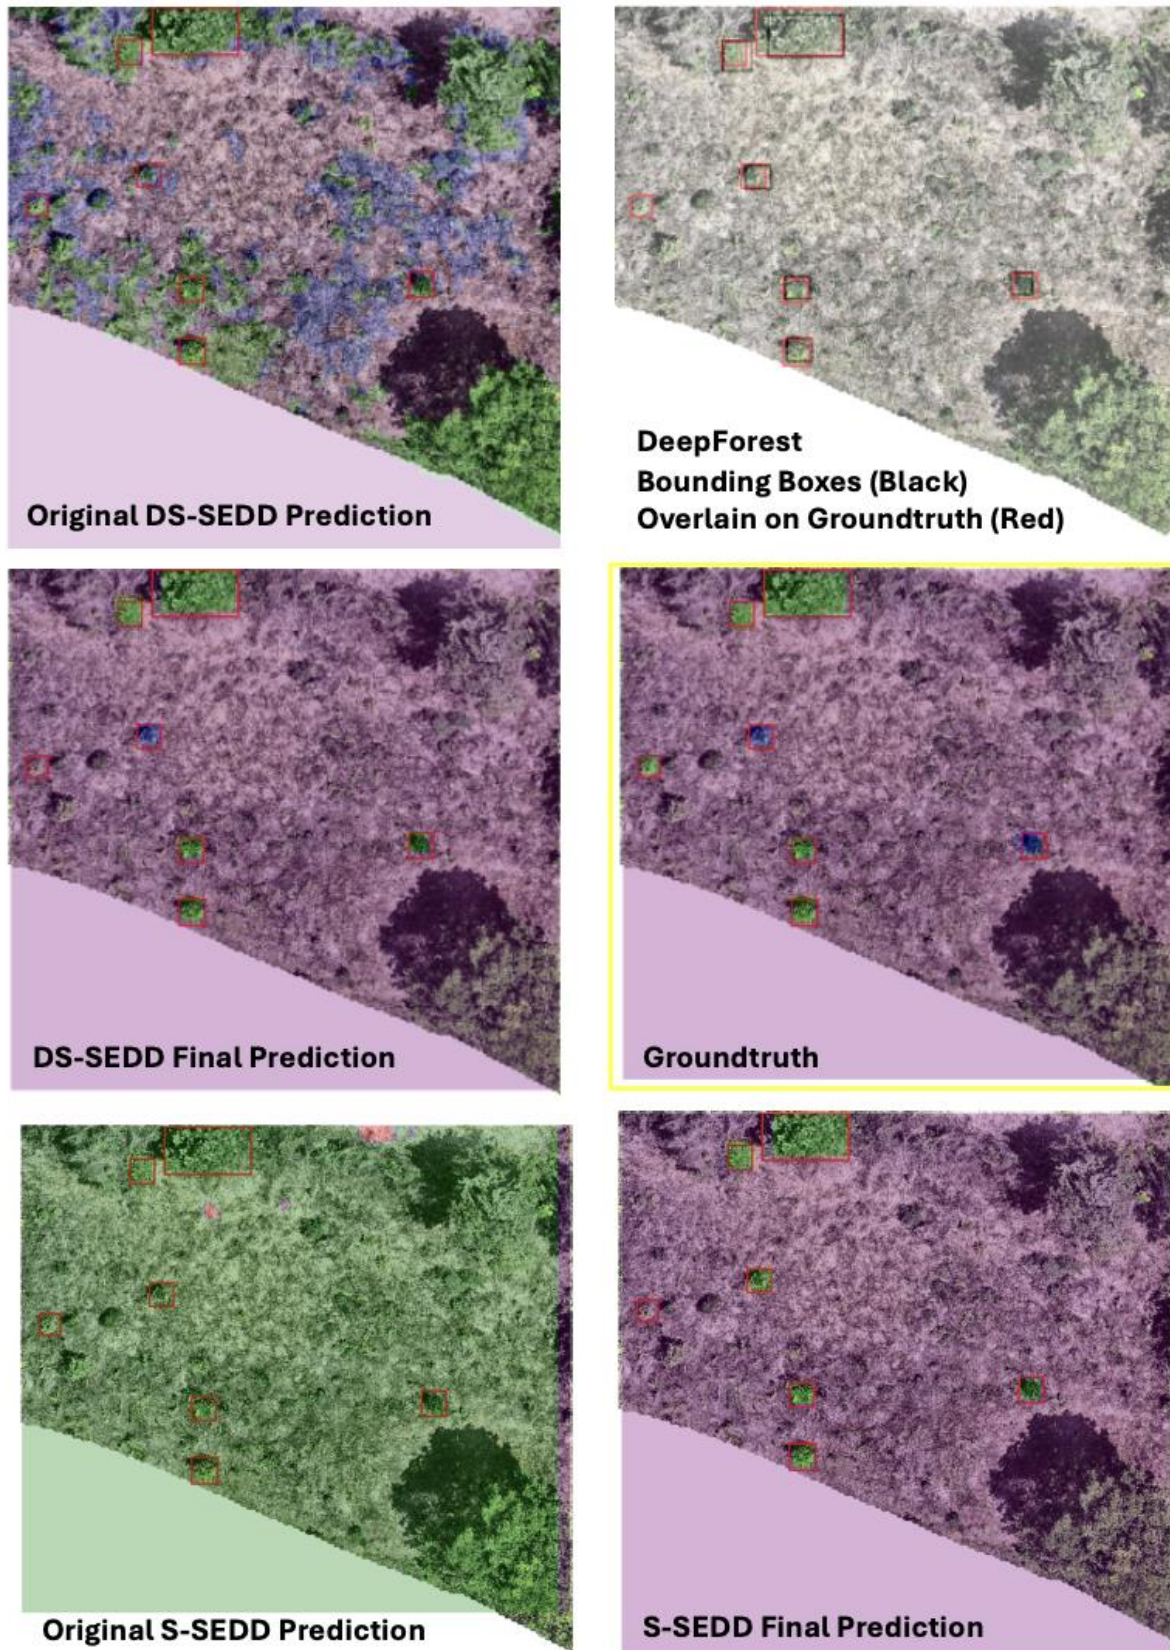 Original DS-SEDD Prediction
DeepForest
Bounding Boxes (Black)
Overlain on Groundtruth (Red)
DS-SEDD Final Prediction
Groundtruth
Original S-SEDD Prediction
S-SEDD Final Prediction